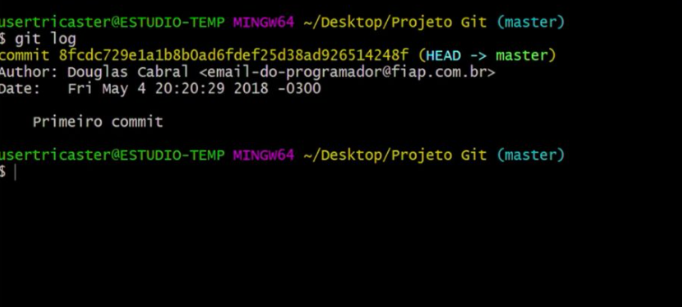 usertricaster@ESTUDIO-TEMP MINGW64 ~/Desktop/Projeto Git (master)
$ git log
commit 8fcdc729e1a1b8b0ad6fdef25d38ad926514248f (HEAD -> master)
Author: Douglas Cabral <email-do-programador@fiap.com.br>
Date:   Fri May 4 20:20:29 2018 -0300
    Primeiro commit
usertricaster@ESTUDIO-TEMP MINGW64 ~/Desktop/Projeto Git (master)
$